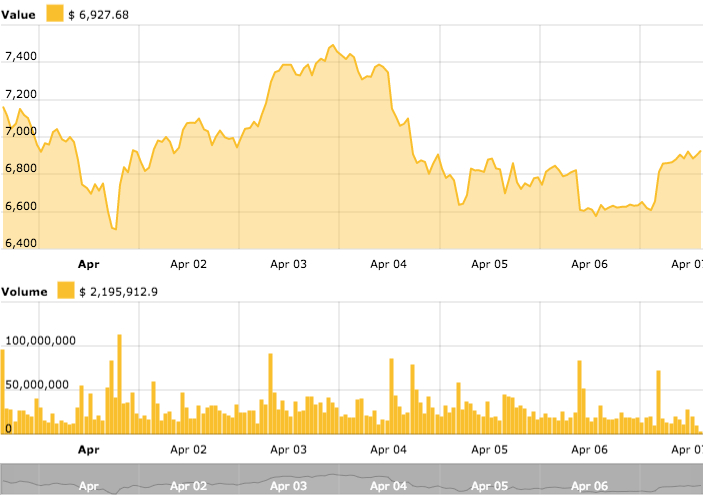 Value $ 6,927.68
7,400
7,200
7,000
6,800
6,600
6,400
Apr Apr 02 Apr 03 Apr 04 Apr 05 Apr 06 Apr 07
Volume $ 2,195,912.9
100,000,000
50,000,000
0
Apr Apr 02 Apr 03 Apr 04 Apr 05 Apr 06 Apr 07
Apr Apr 02 Apr 03 Apr 04 Apr 05 Apr 06